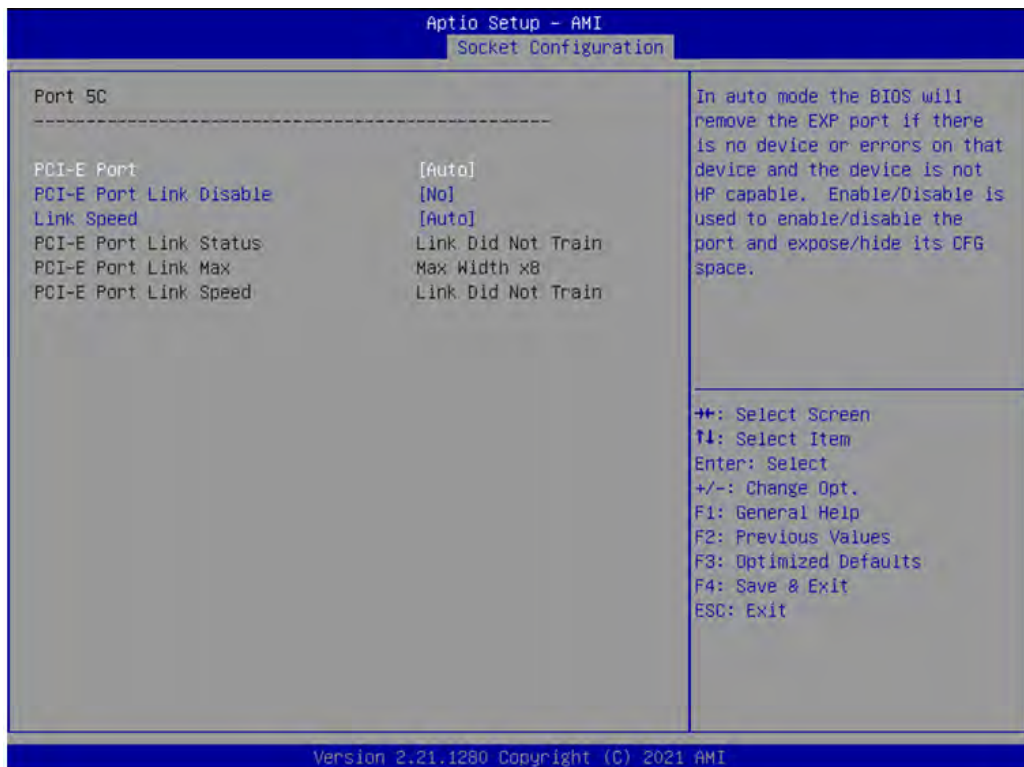 Aptio Setup – AMI
Socket Configuration
Port 5C
--------------------------------------------------
PCI-E Port [Auto]
PCI-E Port Link Disable [No]
Link Speed [Auto]
PCI-E Port Link Status Link Did Not Train
PCI-E Port Link Max Max Width x8
PCI-E Port Link Speed Link Did Not Train
In auto mode the BIOS will
remove the EXP port if there
is no device or errors on that
device and the device is not
HP capable. Enable/Disable is
used to enable/disable the
port and expose/hide its CFG
space.
→←: Select Screen
↑↓: Select Item
Enter: Select
+/-: Change Opt.
F1: General Help
F2: Previous Values
F3: Optimized Defaults
F4: Save & Exit
ESC: Exit
Version 2.21.1280 Copyright (C) 2021 AMI